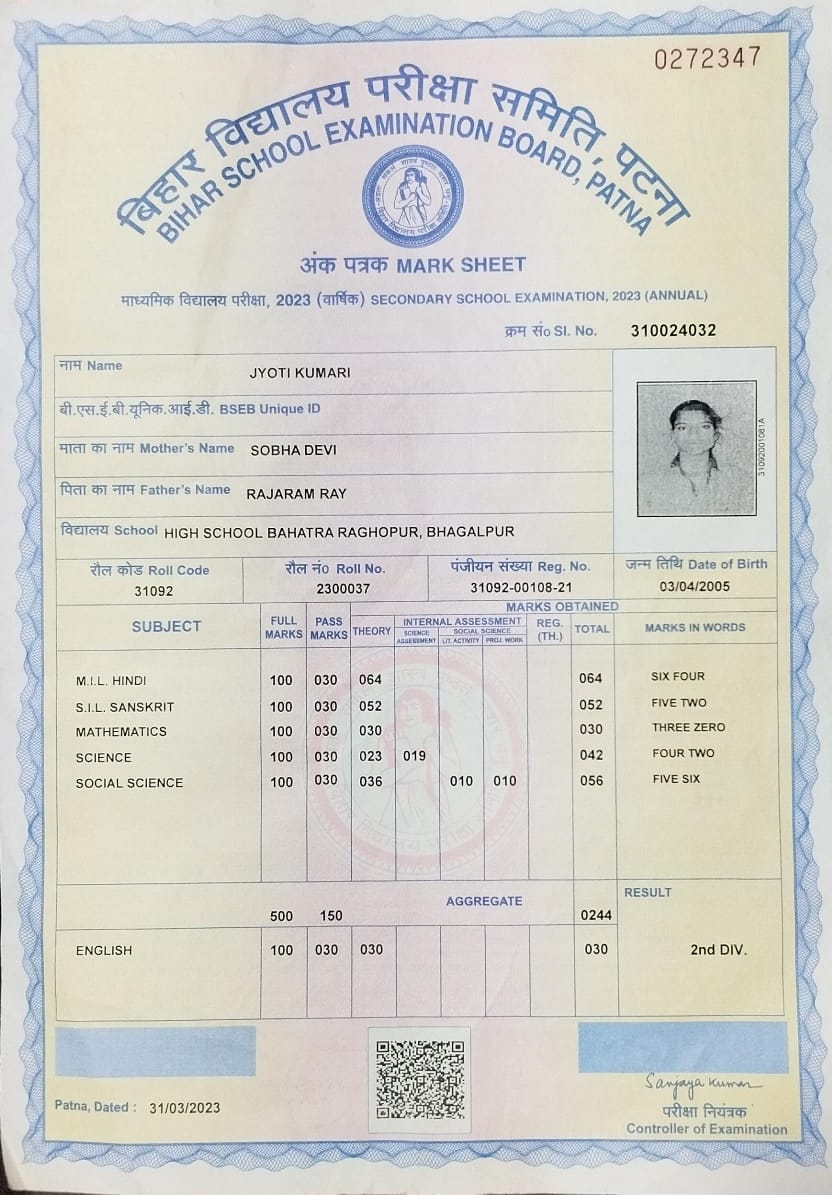 0272347
बिहार विद्यालय परीक्षा समिति, पटना
BIHAR SCHOOL EXAMINATION BOARD, PATNA
अंक पत्रक MARK SHEET
माध्यमिक विद्यालय परीक्षा, 2023 (वार्षिक) SECONDARY SCHOOL EXAMINATION, 2023 (ANNUAL)
क्रम सं० Sl. No. 310024032
नाम Name JYOTI KUMARI
बी.एस.ई.बी.यूनिक.आई.डी. BSEB Unique ID
माता का नाम Mother's Name SOBHA DEVI
पिता का नाम Father's Name RAJARAM RAY
विद्यालय School HIGH SCHOOL BAHATRA RAGHOPUR, BHAGALPUR
310920001081A
रौल कोड Roll Code रौल नं० Roll No. पंजीयन संख्या Reg. No. जन्म तिथि Date of Birth
31092 2300037 31092-00108-21 03/04/2005
MARKS OBTAINED
SUBJECT FULL MARKS PASS MARKS THEORY INTERNAL ASSESSMENT REG. (TH.) TOTAL MARKS IN WORDS
SCIENCE ASSESSMENT SOCIAL SCIENCE LIT. ACTIVITY PROJ. WORK
M.I.L. HINDI 100 030 064 064 SIX FOUR
S.I.L. SANSKRIT 100 030 052 052 FIVE TWO
MATHEMATICS 100 030 030 030 THREE ZERO
SCIENCE 100 030 023 019 042 FOUR TWO
SOCIAL SCIENCE 100 030 036 010 010 056 FIVE SIX
AGGREGATE RESULT
500 150 0244
ENGLISH 100 030 030 030 2nd DIV.
Sanjaya Kumar
Patna, Dated : 31/03/2023
परीक्षा नियंत्रक
Controller of Examination